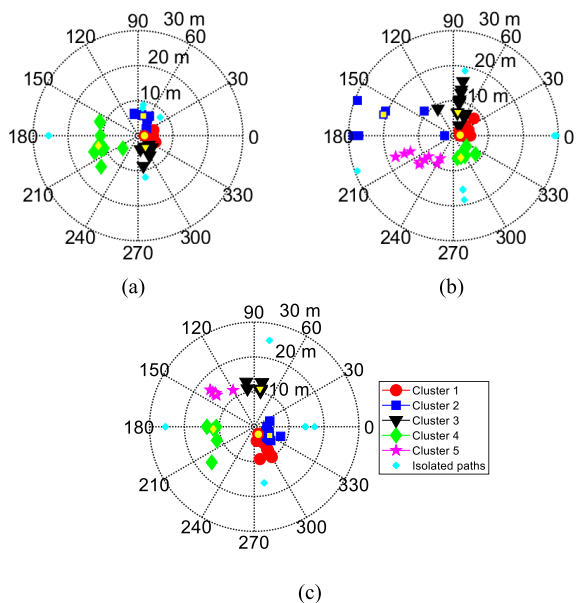 90 30 m
120 60
20 m
150 30
10 m
180 0
210 330
240 300
270
(a)
90 30 m
120 60
20 m
150 30
10 m
180 0
210 330
240 300
270
(b)
90 30 m
120 60
20 m
150 30
10 m
180 0
210 330
240 300
270
(c)
Cluster 1
Cluster 2
Cluster 3
Cluster 4
Cluster 5
Isolated paths